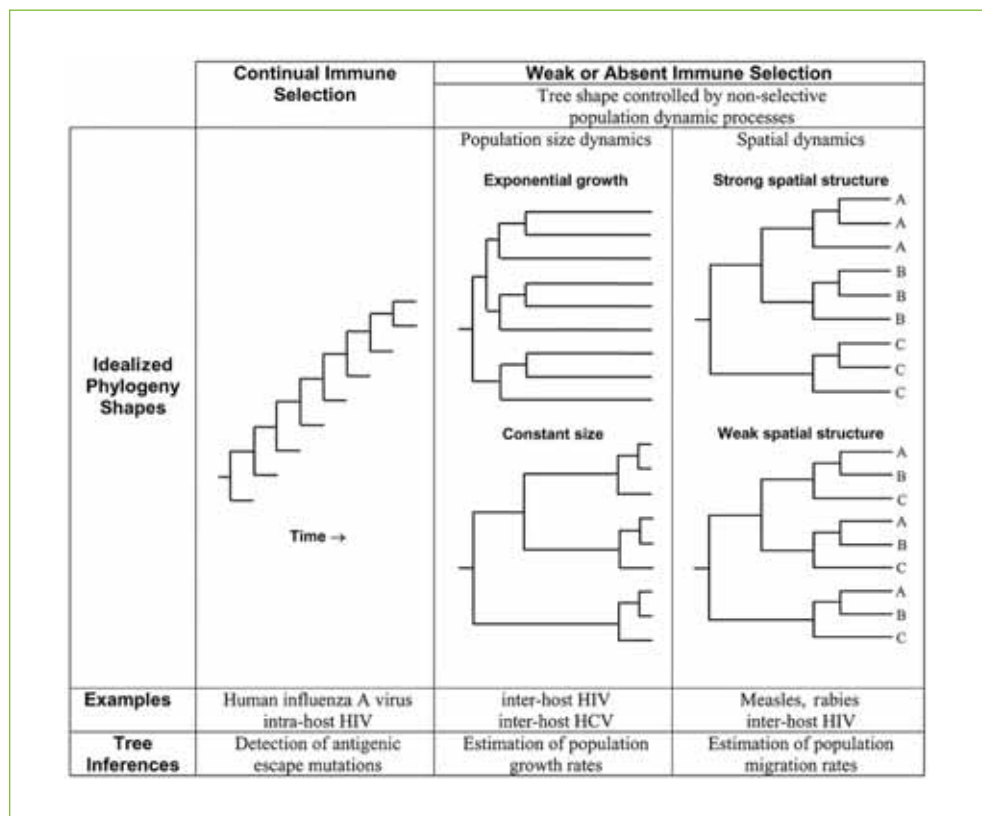 Continual Immune
Selection
Weak or Absent Immune Selection
Tree shape controlled by non-selective
population dynamic processes
Idealized
Phylogeny
Shapes
Time →
Population size dynamics
Exponential growth
Constant size
Spatial dynamics
Strong spatial structure
A
A
A
B
B
B
C
C
C
Weak spatial structure
A
B
C
A
B
C
A
B
C
Examples
Human influenza A virus
intra-host HIV
inter-host HIV
inter-host HCV
Measles, rabies
inter-host HIV
Tree
Inferences
Detection of antigenic
escape mutations
Estimation of population
growth rates
Estimation of population
migration rates